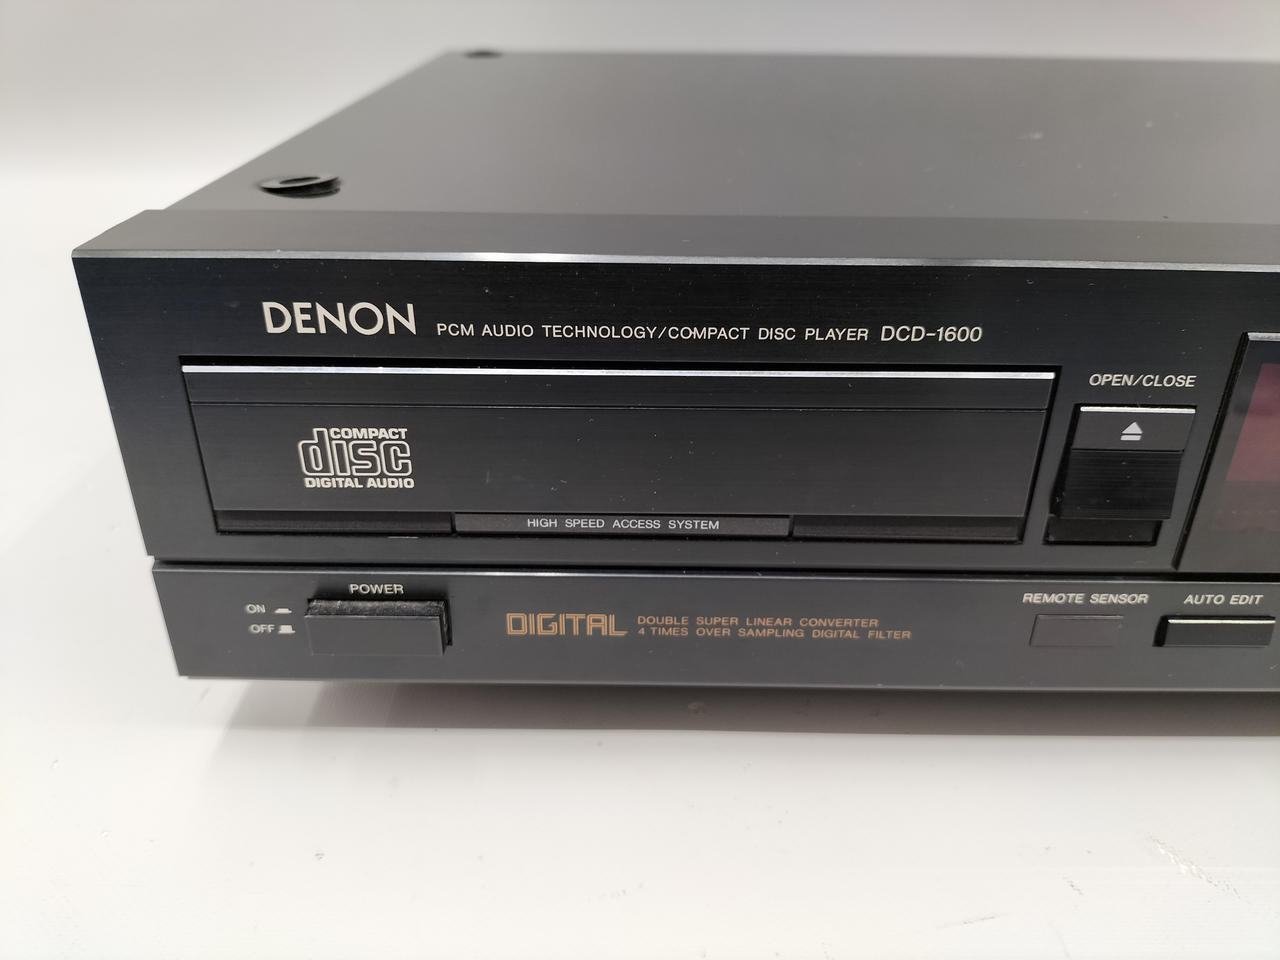 DENON PCM AUDIO TECHNOLOGY/COMPACT DISC PLAYER DCD-1600
OPEN/CLOSE
COMPACT
disc
DIGITAL AUDIO
HIGH SPEED ACCESS SYSTEM
POWER
ON
OFF
DIGITAL
DOUBLE SUPER LINEAR CONVERTER
4 TIMES OVER SAMPLING DIGITAL FILTER
REMOTE SENSOR
AUTO EDIT